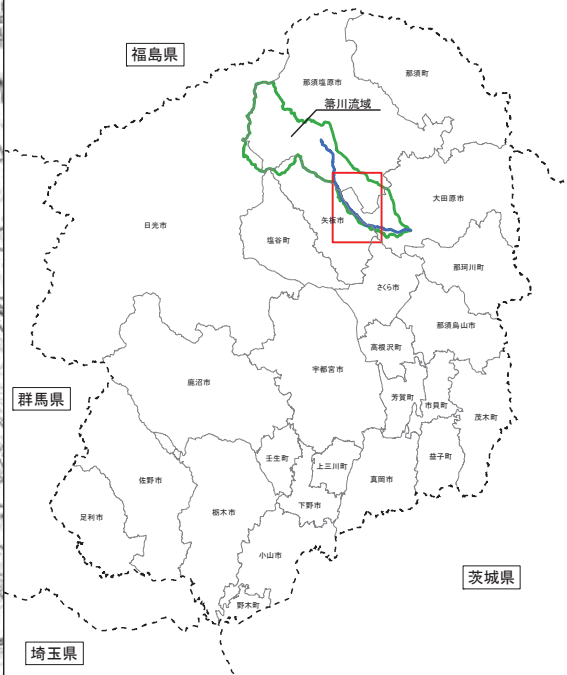 福島県
那須町
那須塩原市
箒川流域
大田原市
日光市
矢板市
塩谷町
那珂川町
さくら市
那須烏山市
高根沢町
宇都宮市
鹿沼市
群馬県
芳賀町
市貝町
茂木町
壬生町
上三川町
益子町
佐野市
真岡市
下野市
栃木市
足利市
小山市
茨城県
野木町
埼玉県